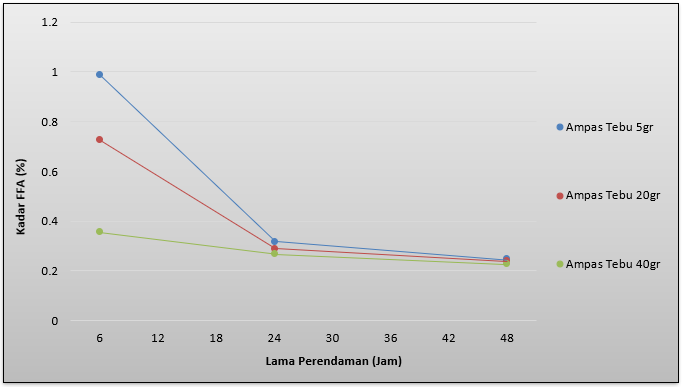 1.2
1
0.8
0.6
0.4
0.2
0
Kadar FFA (%)
6 12 18 24 30 36 42 48
Lama Perendaman (Jam)
Ampas Tebu 5gr
Ampas Tebu 20gr
Ampas Tebu 40gr